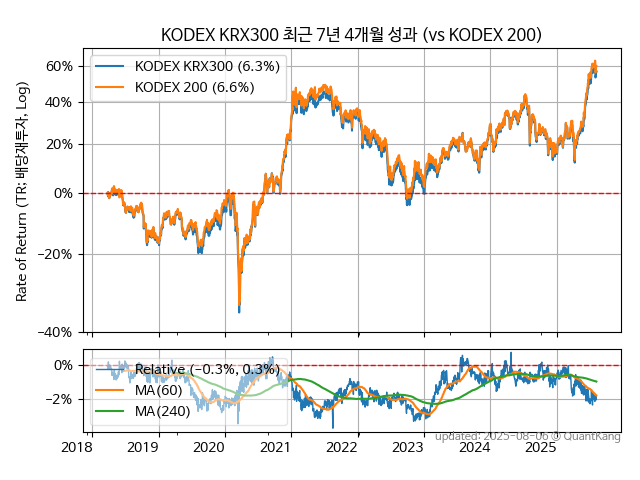 KODEX KRX300 최근 7년 4개월 성과 (vs KODEX 200)
KODEX KRX300 (6.3%)
KODEX 200 (6.6%)
Rate of Return (TR: 배당재투자, Log)
60%
40%
20%
0%
−20%
−40%
Relative (−0.3%, 0.3%)
MA(60)
MA(240)
0%
−2%
updated: 2025-08-06 © QuantKang
2018 2019 2020 2021 2022 2023 2024 2025